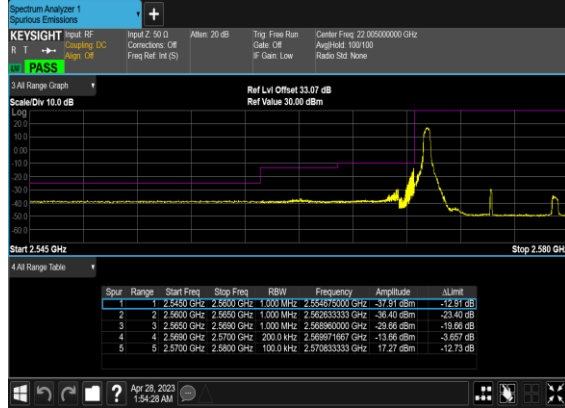 Spectrum Analyzer 1
Spurious Emissions
KEYSIGHT Input: RF Input Z: 50 Ω Atten: 20 dB Trig: Free Run Center Freq: 22.005000000 GHz
Coupling: DC Corrections: Off Gate: Off Avg|Hold: 100/100
R T Align: Off Freq Ref: Int (S) IF Gain: Low Radio Std: None
PASS
3 All Range Graph
Ref Lvl Offset 33.07 dB
Scale/Div 10.0 dB Ref Value 30.00 dBm
Log
20.0
10.0
0.00
-10.0
-20.0
-30.0
-40.0
-50.0
-60.0
Start 2.545 GHz Stop 2.580 GHz
4 All Range Table
Spur Range Start Freq Stop Freq RBW Frequency Amplitude ΔLimit
1 1 2.5450 GHz 2.5600 GHz 1.000 MHz 2.554675000 GHz -37.91 dBm -12.91 dB
2 2 2.5600 GHz 2.5650 GHz 1.000 MHz 2.562633333 GHz -36.40 dBm -23.40 dB
3 3 2.5650 GHz 2.5690 GHz 1.000 MHz 2.568960000 GHz -29.66 dBm -19.66 dB
4 4 2.5690 GHz 2.5700 GHz 200.0 kHz 2.569971667 GHz -13.66 dBm -3.657 dB
5 5 2.5700 GHz 2.5800 GHz 100.0 kHz 2.570833333 GHz 17.27 dBm -12.73 dB
Apr 28, 2023
1:54:28 AM